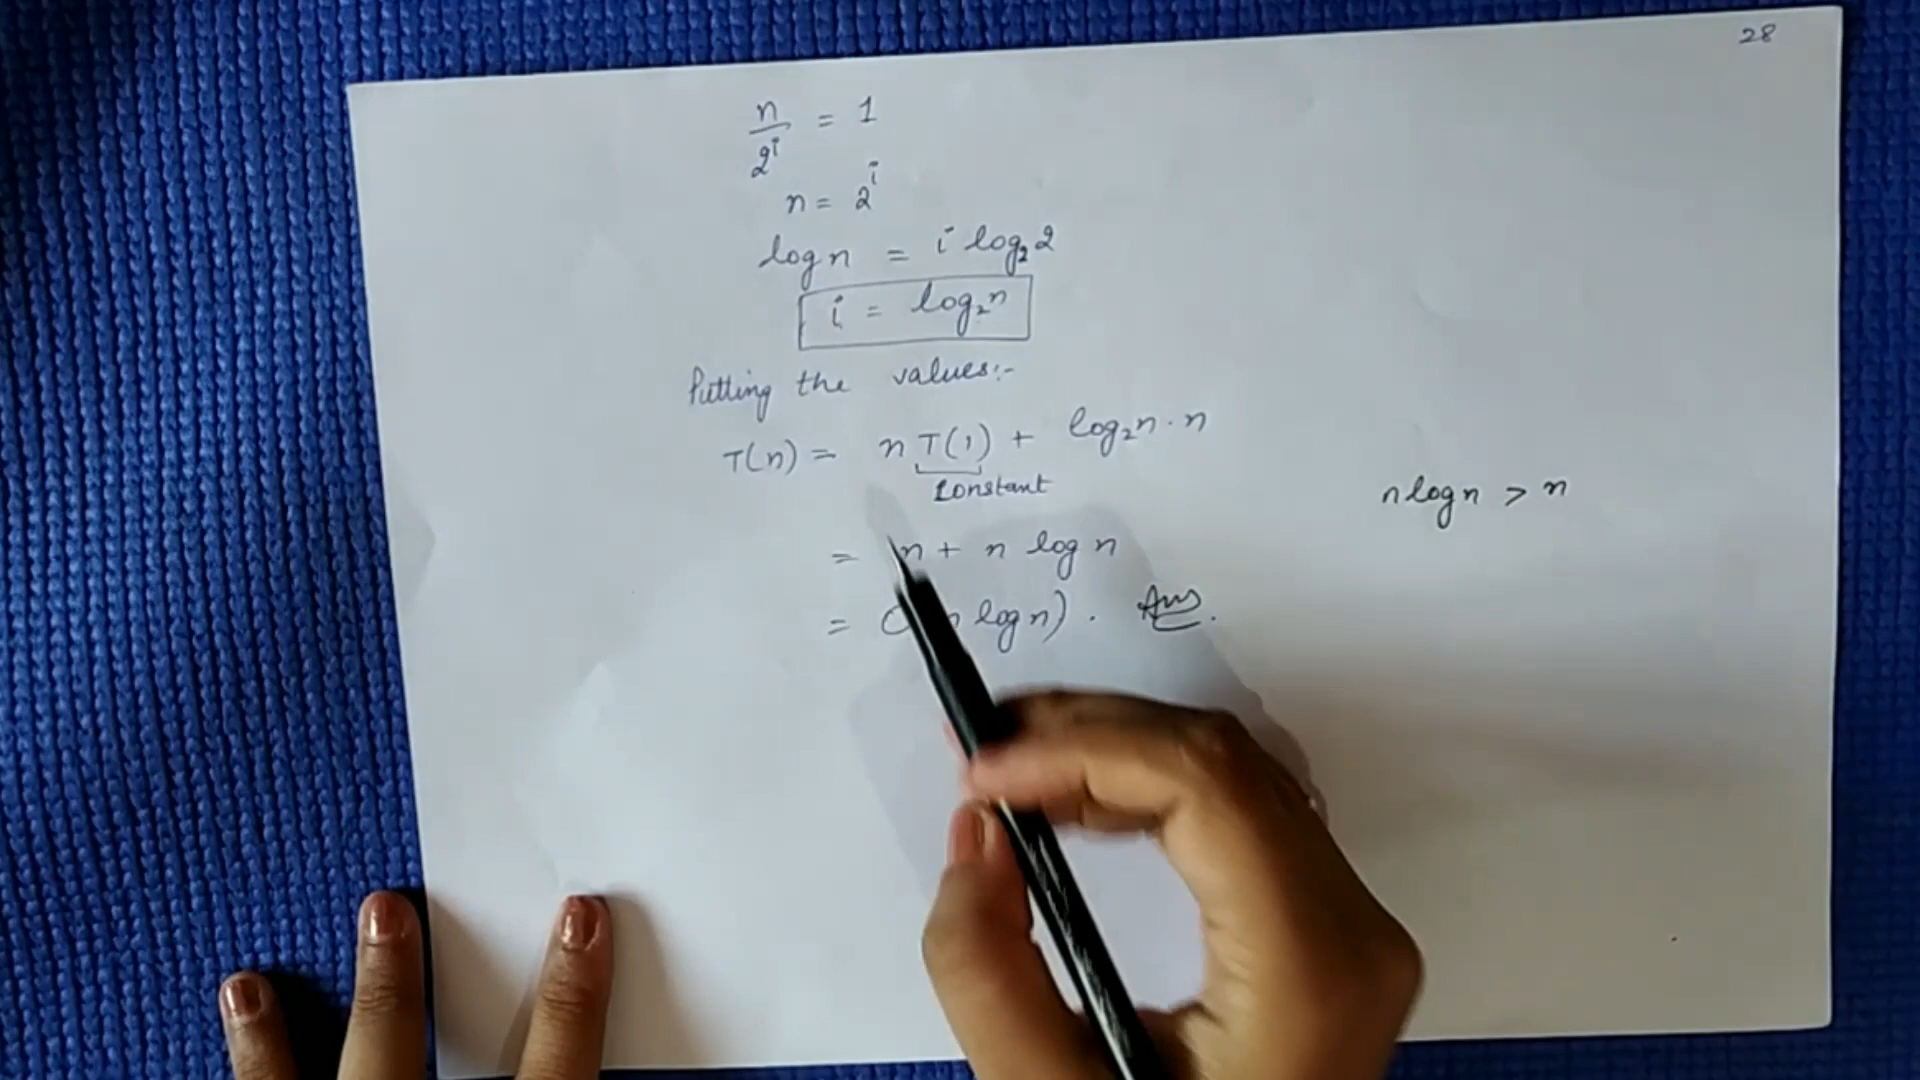 28
n/2^i = 1
n = 2^i
log n = i log₂2
i = log₂n
Putting the values:-
T(n) = n T(1) + log₂n · n
constant
n log n > n
= n + n log n
= O(n log n). Ans.